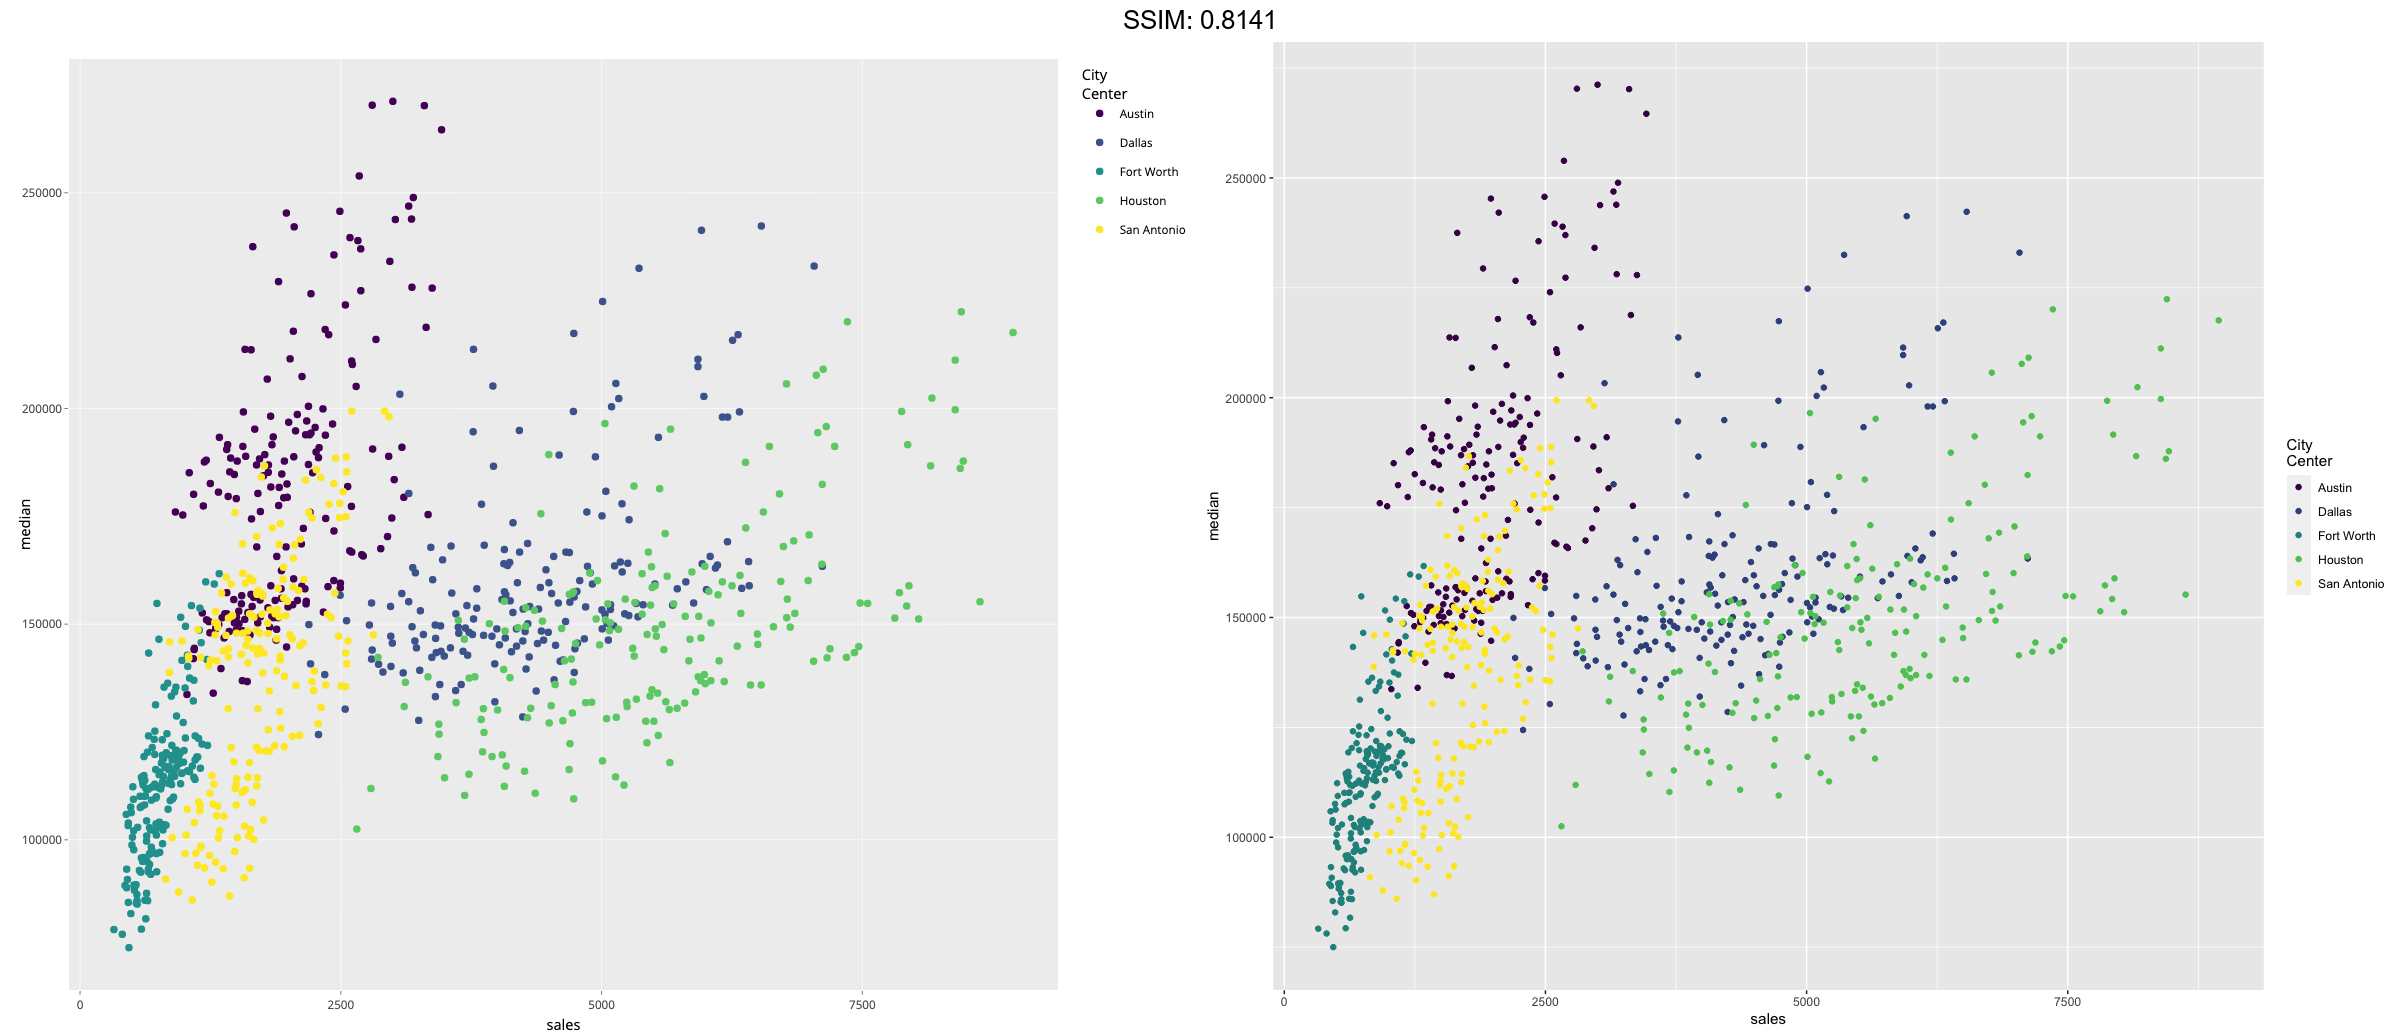 SSIM: 0.8141
City
Center
Austin
Dallas
Fort Worth
Houston
San Antonio
250000
200000
150000
100000
median
0
2500
5000
7500
sales
250000
200000
150000
100000
median
0
2500
5000
7500
sales
City
Center
Austin
Dallas
Fort Worth
Houston
San Antonio